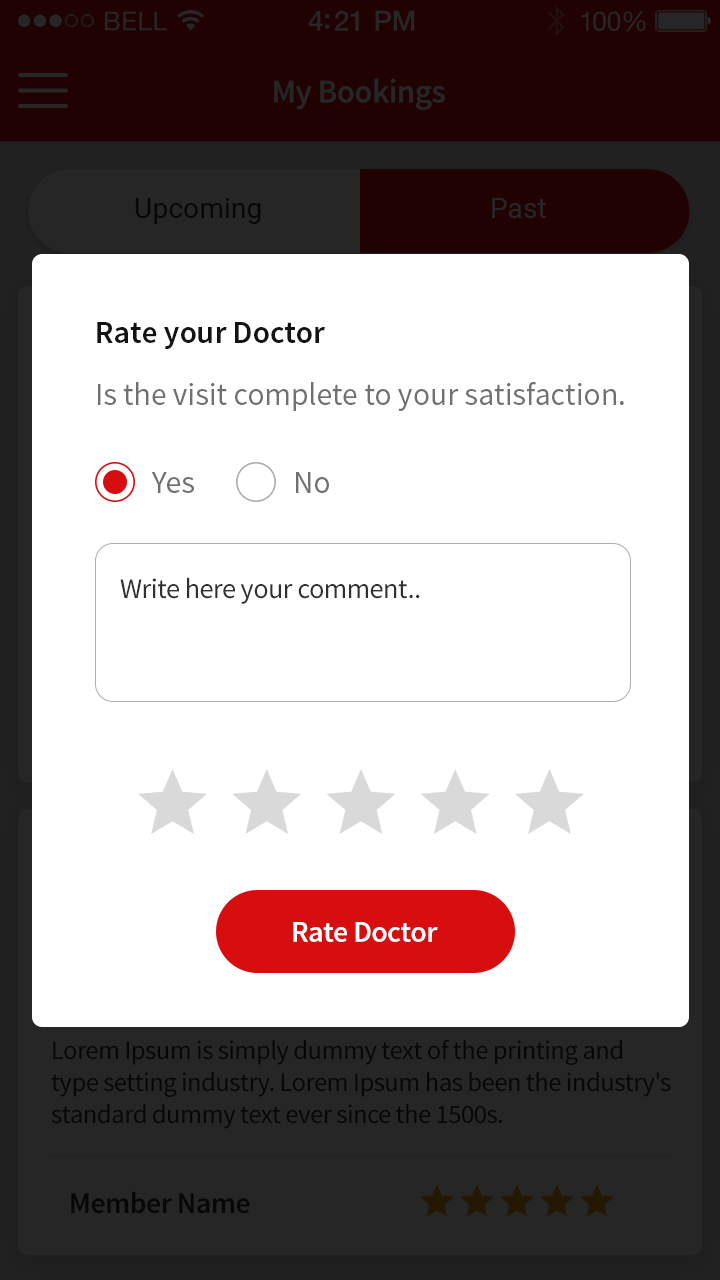 BELL 4:21 PM 100%
My Bookings
Upcoming Past
Rate your Doctor
Is the visit complete to your satisfaction.
Yes No
Write here your comment..
Rate Doctor
Lorem Ipsum is simply dummy text of the printing and
type setting industry. Lorem Ipsum has been the industry's
standard dummy text ever since the 1500s.
Member Name